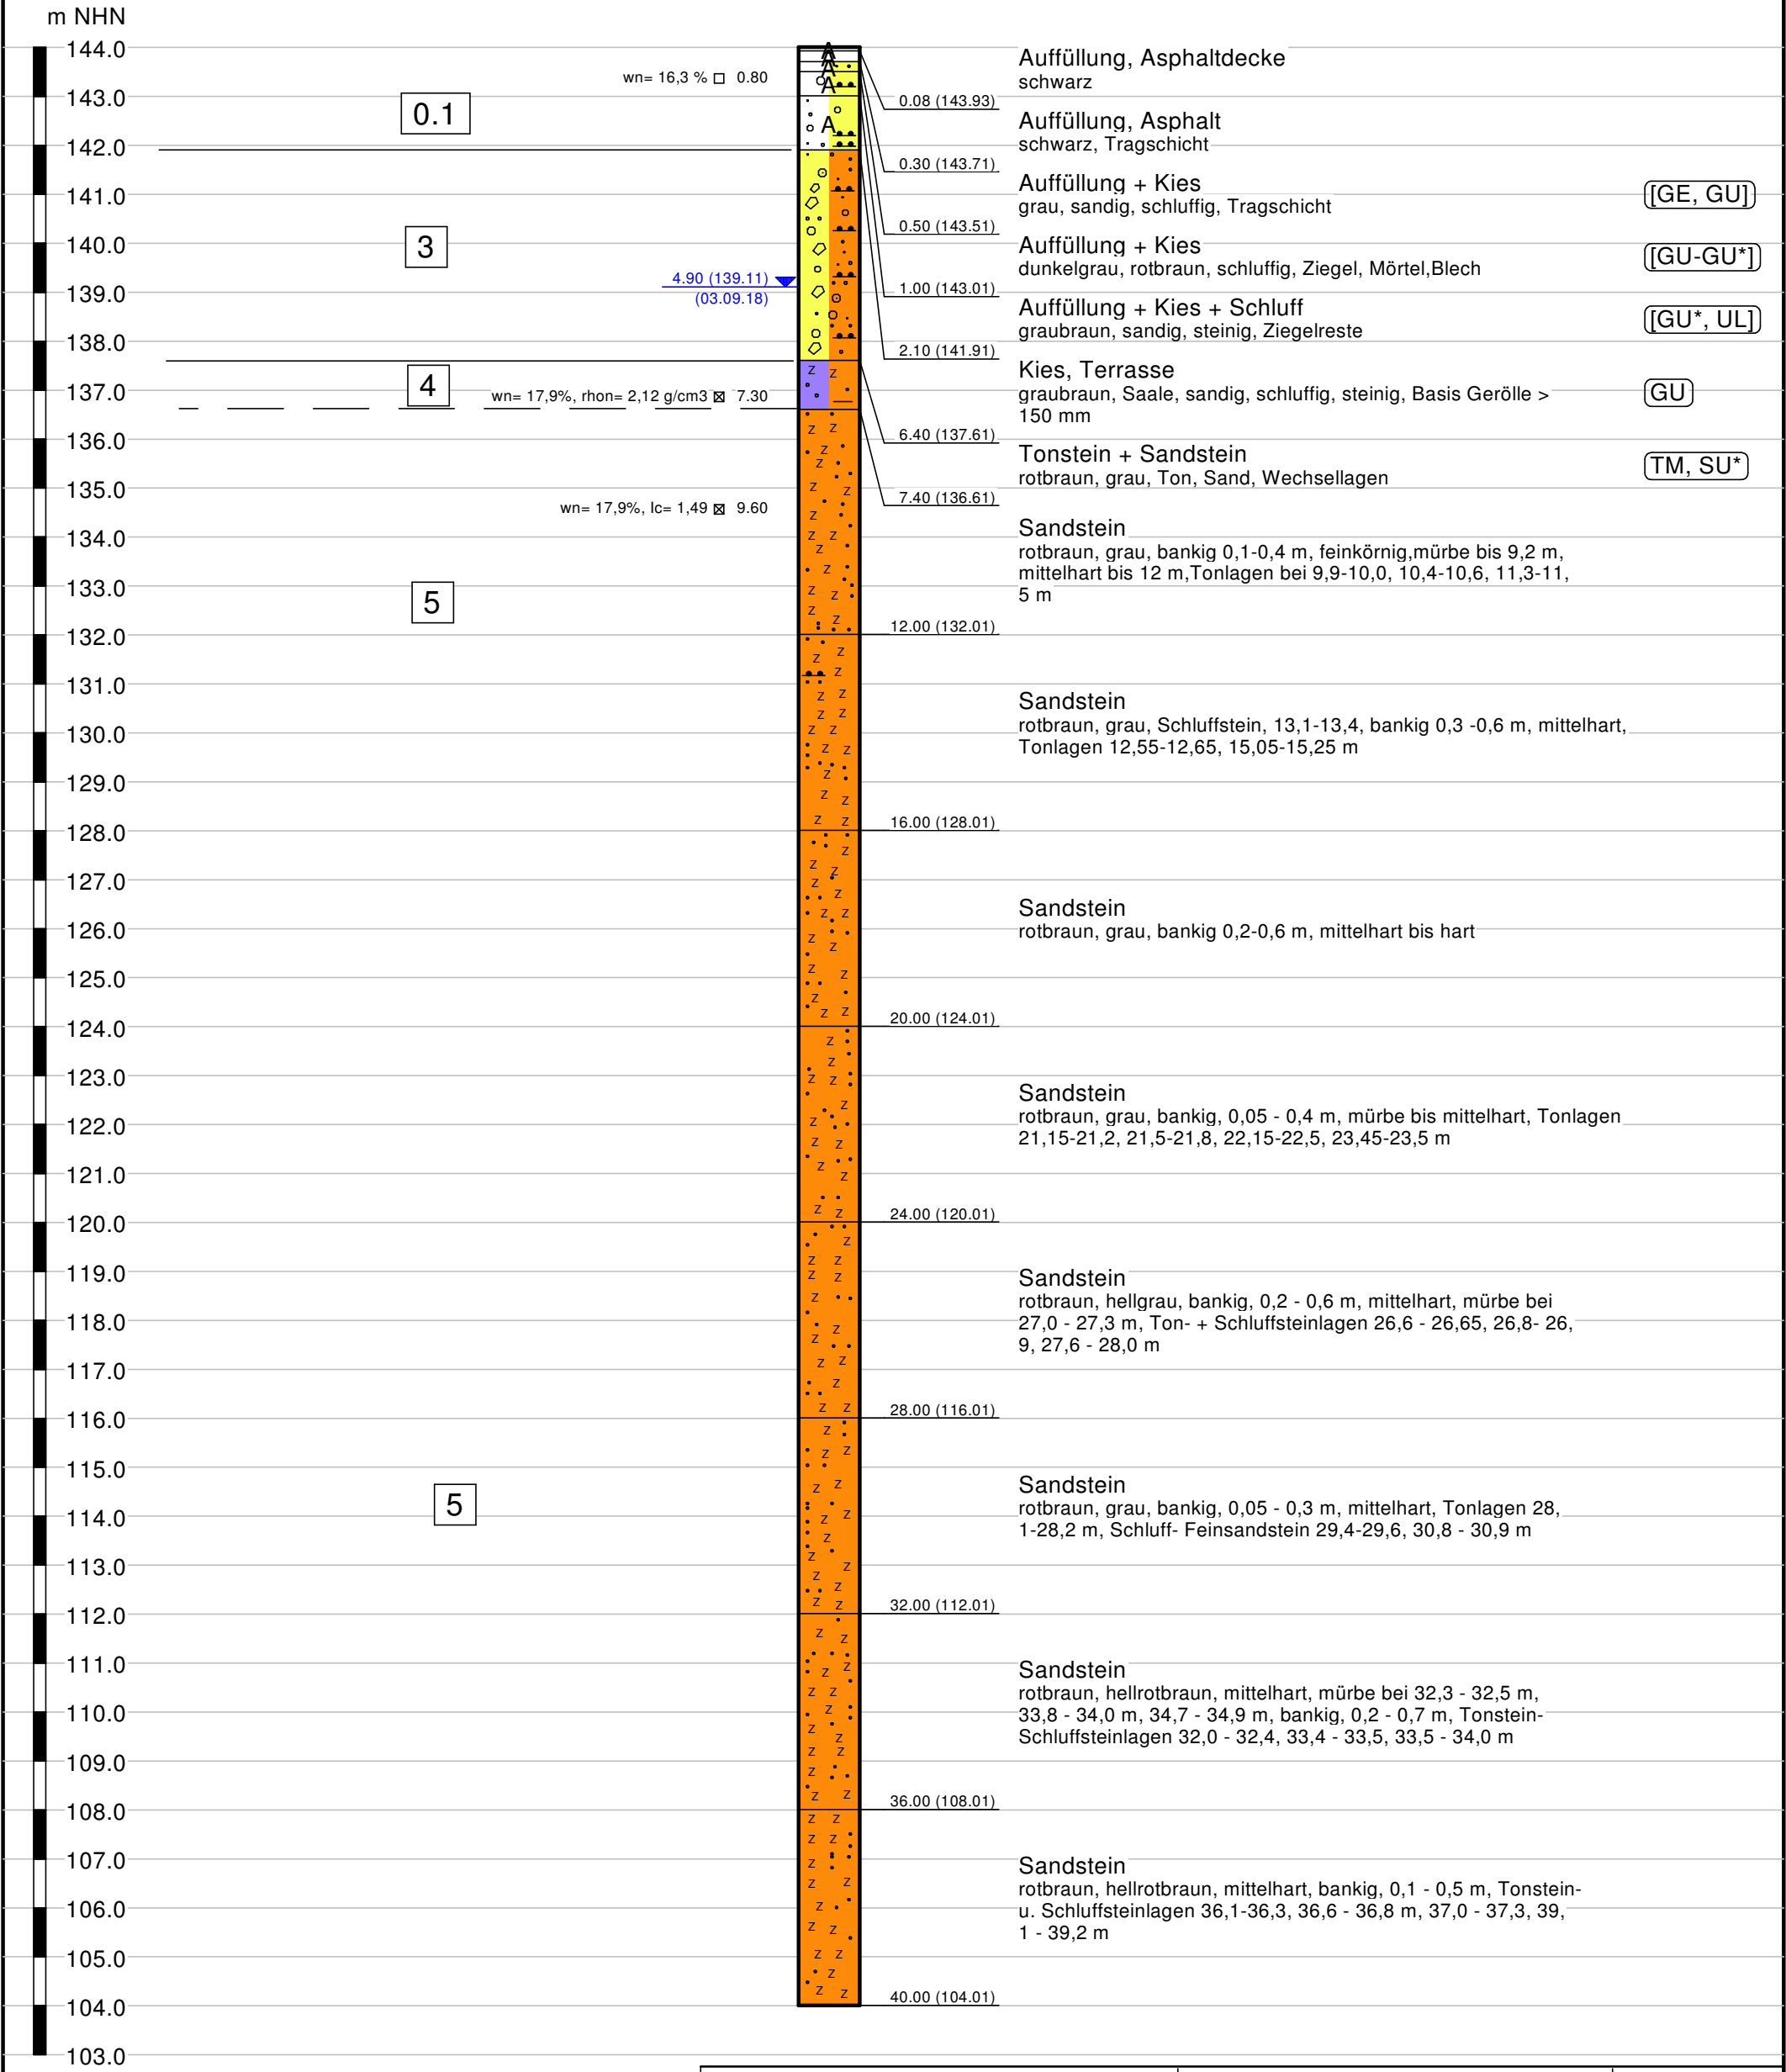 m NHN
144.0
143.0
142.0
141.0
140.0
139.0
138.0
137.0
136.0
135.0
134.0
133.0
132.0
131.0
130.0
129.0
128.0
127.0
126.0
125.0
124.0
123.0
122.0
121.0
120.0
119.0
118.0
117.0
116.0
115.0
114.0
113.0
112.0
111.0
110.0
109.0
108.0
107.0
106.0
105.0
104.0
103.0
0.1
3
4
5
5
wn= 16,3 % 0.80
4.90 (139.11)
(03.09.18)
wn= 17,9%, rhon= 2,12 g/cm3 7.30
wn= 17,9%, Ic= 1,49 9.60
A
A
A
A
A
0.08 (143.93)
0.30 (143.71)
0.50 (143.51)
1.00 (143.01)
2.10 (141.91)
6.40 (137.61)
7.40 (136.61)
12.00 (132.01)
16.00 (128.01)
20.00 (124.01)
24.00 (120.01)
28.00 (116.01)
32.00 (112.01)
36.00 (108.01)
40.00 (104.01)
Auffüllung, Asphaltdecke
schwarz
Auffüllung, Asphalt
schwarz, Tragschicht
Auffüllung + Kies
grau, sandig, schluffig, Tragschicht
[GE, GU]
Auffüllung + Kies
dunkelgrau, rotbraun, schluffig, Ziegel, Mörtel,Blech
[GU-GU*]
Auffüllung + Kies + Schluff
graubraun, sandig, steinig, Ziegelreste
[GU*, UL]
Kies, Terrasse
graubraun, Saale, sandig, schluffig, steinig, Basis Gerölle >
150 mm
GU
Tonstein + Sandstein
rotbraun, grau, Ton, Sand, Wechsellagen
TM, SU*
Sandstein
rotbraun, grau, bankig 0,1-0,4 m, feinkörnig,mürbe bis 9,2 m,
mittelhart bis 12 m,Tonlagen bei 9,9-10,0, 10,4-10,6, 11,3-11,
5 m
Sandstein
rotbraun, grau, Schluffstein, 13,1-13,4, bankig 0,3 -0,6 m, mittelhart,
Tonlagen 12,55-12,65, 15,05-15,25 m
Sandstein
rotbraun, grau, bankig 0,2-0,6 m, mittelhart bis hart
Sandstein
rotbraun, grau, bankig, 0,05 - 0,4 m, mürbe bis mittelhart, Tonlagen
21,15-21,2, 21,5-21,8, 22,15-22,5, 23,45-23,5 m
Sandstein
rotbraun, hellgrau, bankig, 0,2 - 0,6 m, mittelhart, mürbe bei
27,0 - 27,3 m, Ton- + Schluffsteinlagen 26,6 - 26,65, 26,8- 26,
9, 27,6 - 28,0 m
Sandstein
rotbraun, grau, bankig, 0,05 - 0,3 m, mittelhart, Tonlagen 28,
1-28,2 m, Schluff- Feinsandstein 29,4-29,6, 30,8 - 30,9 m
Sandstein
rotbraun, hellrotbraun, mittelhart, mürbe bei 32,3 - 32,5 m,
33,8 - 34,0 m, 34,7 - 34,9 m, bankig, 0,2 - 0,7 m, Tonstein-
Schluffsteinlagen 32,0 - 32,4, 33,4 - 33,5, 33,5 - 34,0 m
Sandstein
rotbraun, hellrotbraun, mittelhart, bankig, 0,1 - 0,5 m, Tonstein-
u. Schluffsteinlagen 36,1-36,3, 36,6 - 36,8 m, 37,0 - 37,3, 39,
1 - 39,2 m